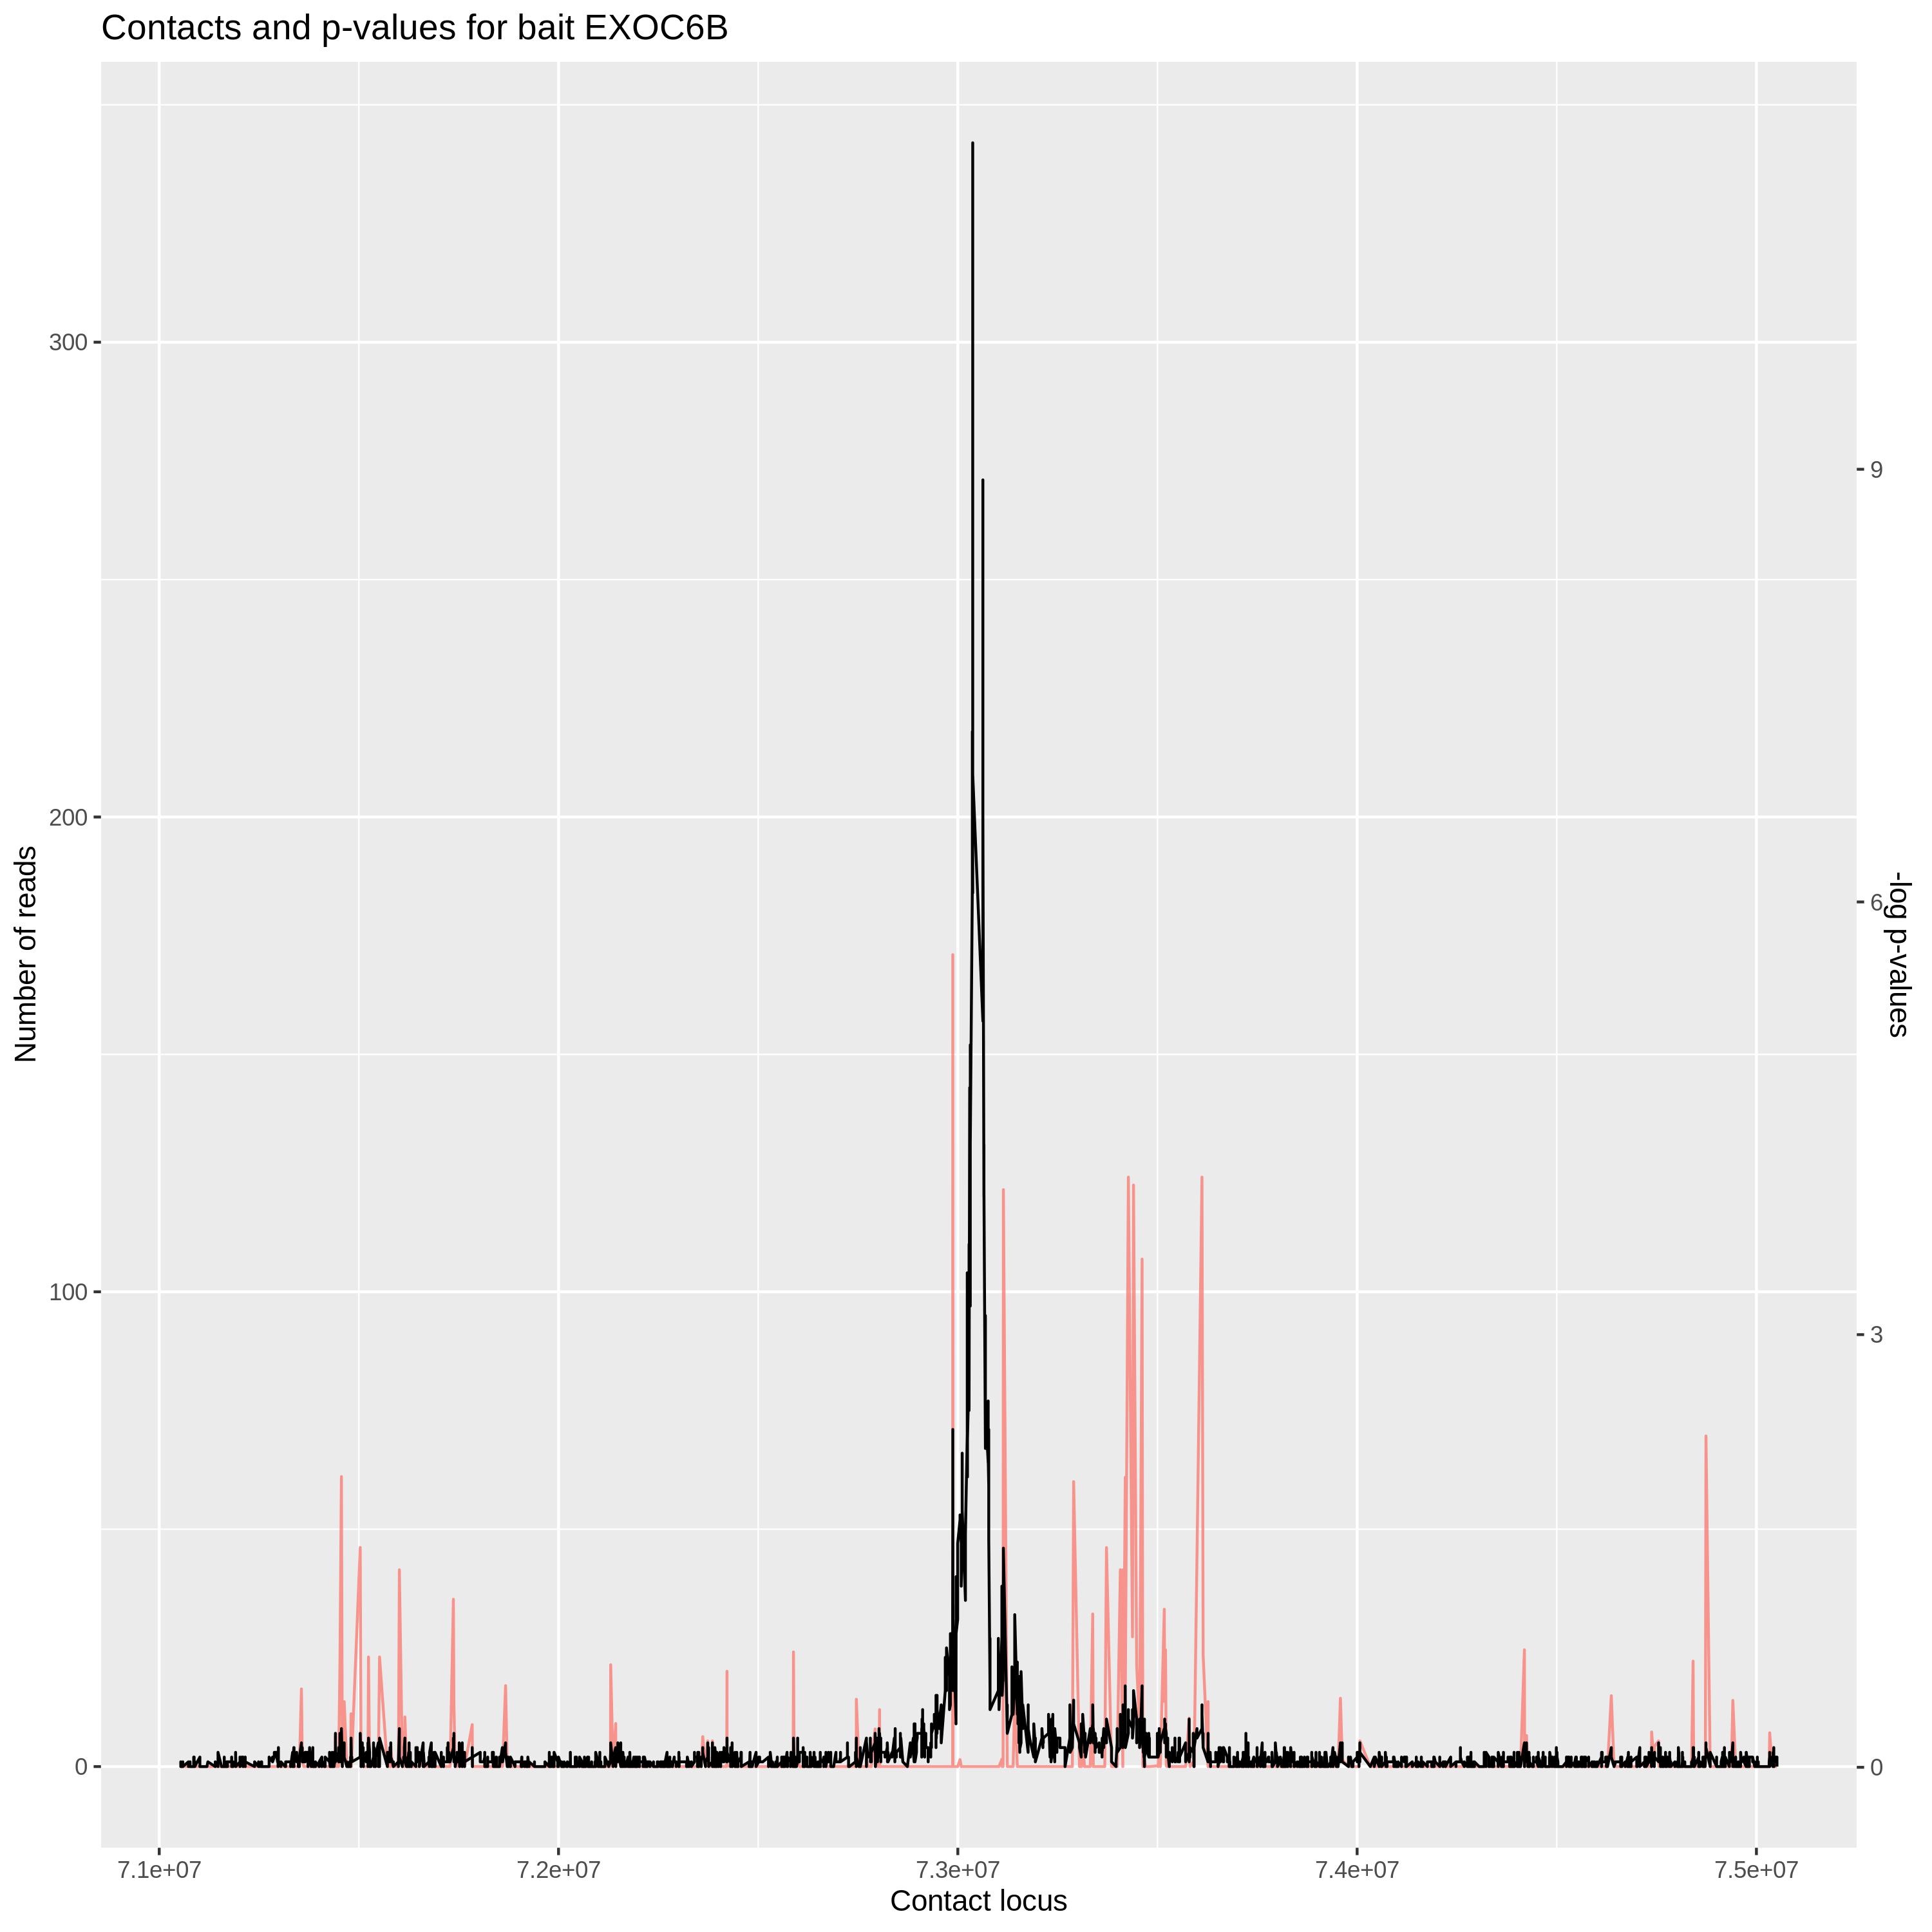 Contacts and p-values for bait EXOC6B
300
200
100
0
Number of reads
9
6
3
0
-log p-values
7.1e+07
7.2e+07
7.3e+07
7.4e+07
7.5e+07
Contact locus